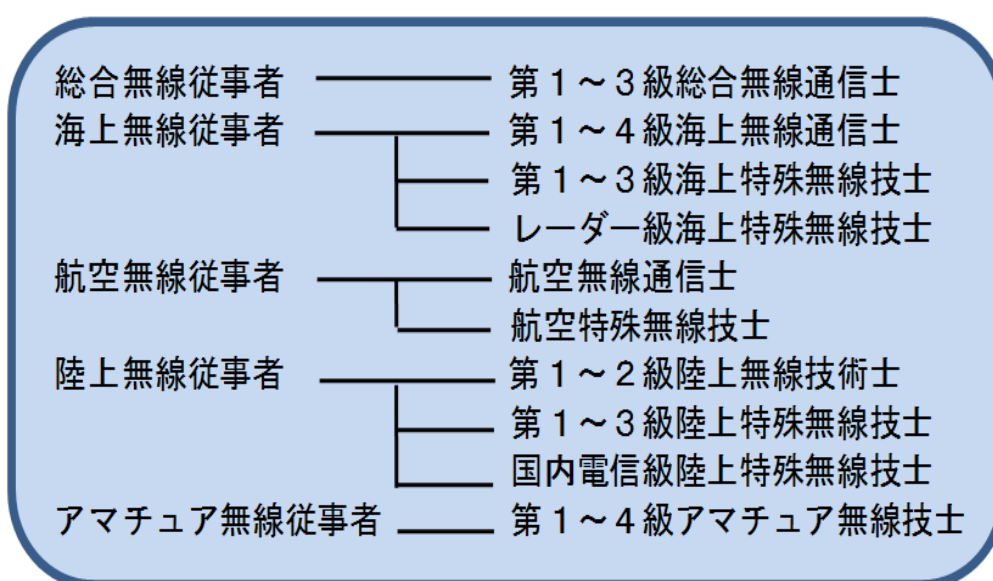 総合無線従事者 第１～３級総合無線通信士
海上無線従事者 第１～４級海上無線通信士
第１～３級海上特殊無線技士
レーダー級海上特殊無線技士
航空無線従事者 航空無線通信士
航空特殊無線技士
陸上無線従事者 第１～２級陸上無線技術士
第１～３級陸上特殊無線技士
国内電信級陸上特殊無線技士
アマチュア無線従事者 第１～４級アマチュア無線技士